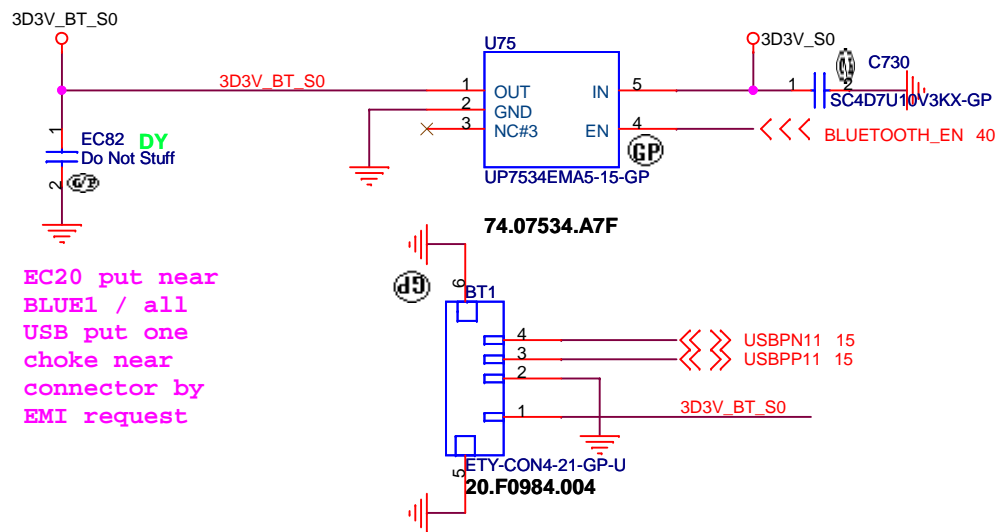 3D3V_BT_S0
3D3V_BT_S0
1
2
EC82
DY
Do Not Stuff
G/P
U75
1
2
3
OUT
GND
NC#3
IN
EN
5
4
GP
UP7534EMA5-15-GP
74.07534.A7F
3D3V_S0
C730
1
2
SC4D7U10V3KX-GP
BLUETOOTH_EN 40
EC20 put near
BLUE1 / all
USB put one
choke near
connector by
EMI request
GP
6
BT1
4
3
2
1
USBPN11 15
USBPP11 15
3D3V_BT_S0
5
ETY-CON4-21-GP-U
20.F0984.004